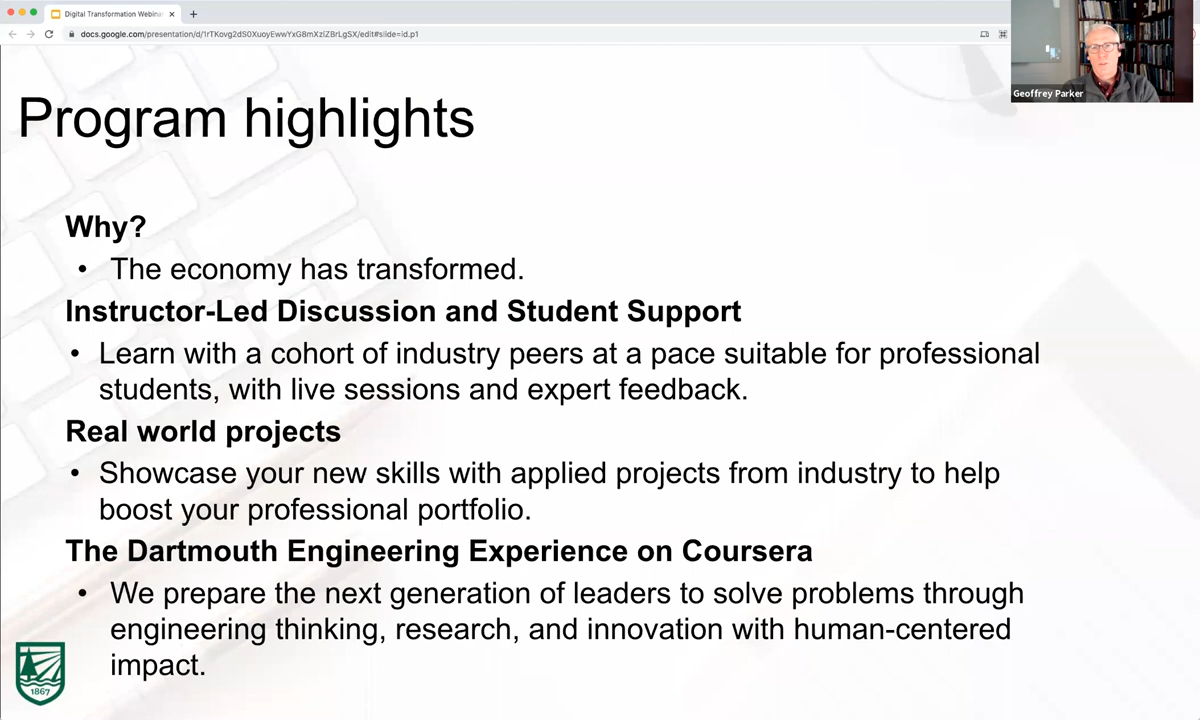 Digital Transformation Webina
docs.google.com/presentation/d/1rTKovg2dS0XuoyEwwYxG8mXziZBrLgSX/edit#slide=id.p1
Geoffrey Parker
Program highlights
Why?
• The economy has transformed.
Instructor-Led Discussion and Student Support
• Learn with a cohort of industry peers at a pace suitable for professional
students, with live sessions and expert feedback.
Real world projects
• Showcase your new skills with applied projects from industry to help
boost your professional portfolio.
The Dartmouth Engineering Experience on Coursera
• We prepare the next generation of leaders to solve problems through
engineering thinking, research, and innovation with human-centered
impact.
1867